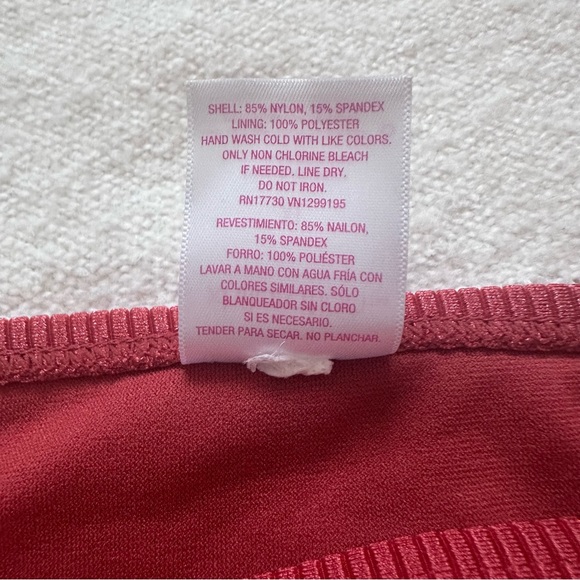 SHELL: 85% NYLON, 15% SPANDEX
LINING: 100% POLYESTER
HAND WASH COLD WITH LIKE COLORS.
ONLY NON CHLORINE BLEACH
IF NEEDED. LINE DRY.
DO NOT IRON.
RN17730 VN1299195
REVESTIMIENTO: 85% NAILON,
15% SPANDEX
FORRO: 100% POLIÉSTER
LAVAR A MANO CON AGUA FRÍA CON
COLORES SIMILARES. SÓLO
BLANQUEADOR SIN CLORO
SI ES NECESARIO.
TENDER PARA SECAR. NO PLANCHAR.